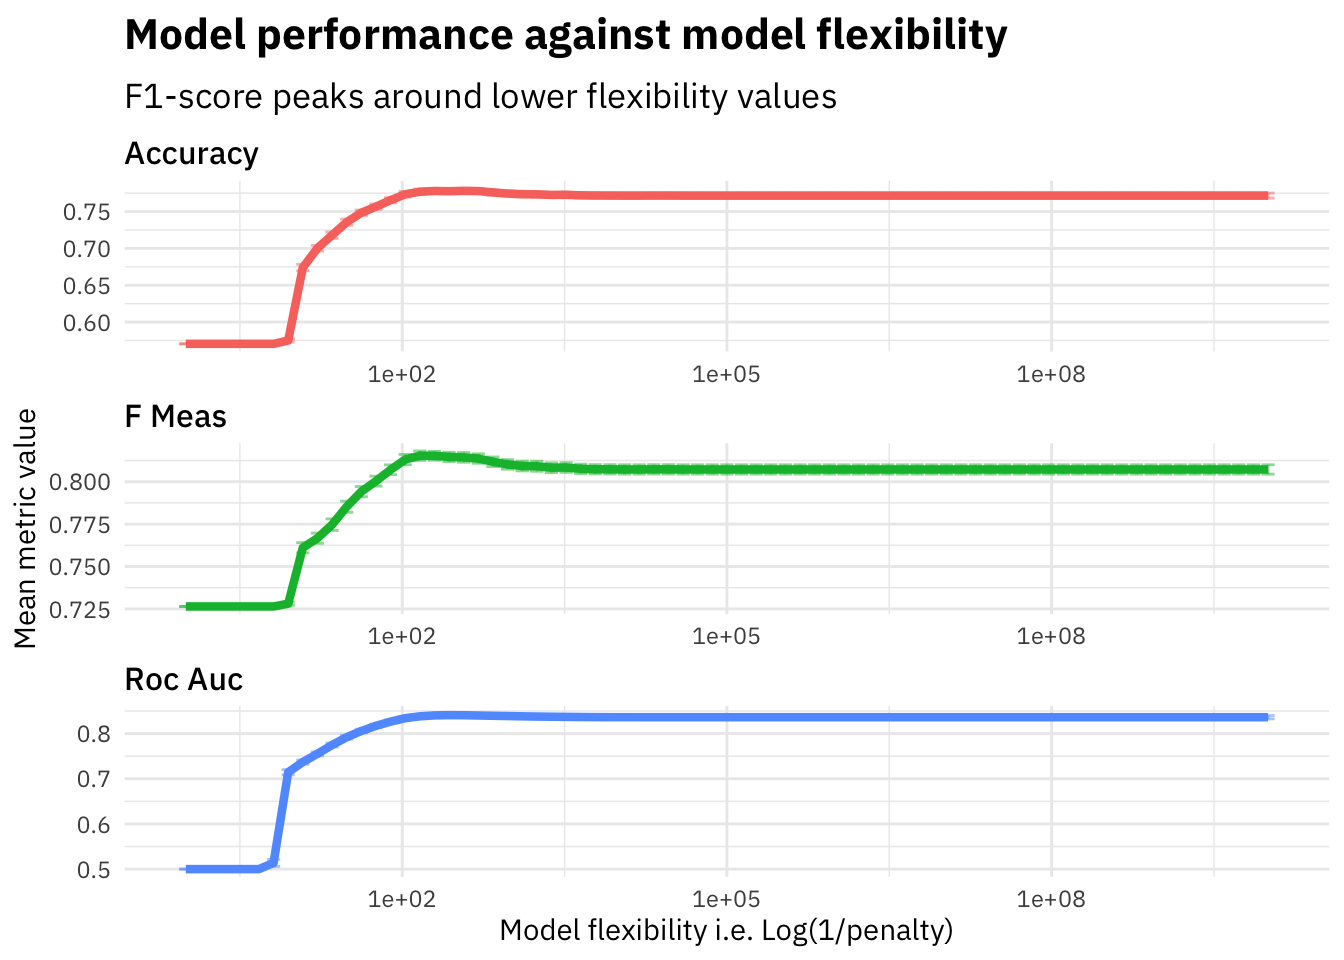 Model performance against model flexibility
F1-score peaks around lower flexibility values
Accuracy
0.75
0.70
0.65
0.60
1e+02 1e+05 1e+08
F Meas
0.800
0.775
0.750
0.725
1e+02 1e+05 1e+08
Roc Auc
0.8
0.7
0.6
0.5
1e+02 1e+05 1e+08
Mean metric value
Model flexibility i.e. Log(1/penalty)